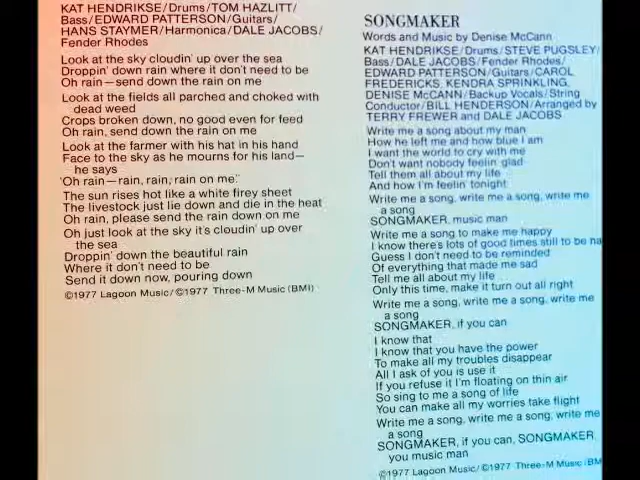 KAT HENDRIKSE/Drums/TOM HAZLITT/
Bass/EDWARD PATTERSON/Guitars/
HANS STAYMER/Harmonica/DALE JACOBS/
Fender Rhodes
Look at the sky cloudin' up over the sea
Droppin' down rain where it don't need to be
Oh rain—send down the rain on me
Look at the fields all parched and choked with
dead weed
Crops broken down, no good even for feed
Oh rain, send down the rain on me
Look at the farmer with his hat in his hand
Face to the sky as he mourns for his land—
he says
"Oh rain—rain, rain, rain on me."
The sun rises hot like a white firey sheet
The livestock just lie down and die in the heat
Oh rain, please send the rain down on me
Oh just look at the sky it's cloudin' up over
the sea
Droppin' down the beautiful rain
Where it don't need to be
Send it down now, pouring down
©1977 Lagoon Music/©1977 Three-M Music (BMI)
SONGMAKER
Words and Music by Denise McCann
KAT HENDRIKSE/Drums/STEVE PUGSLEY/
Bass/DALE JACOBS/Fender Rhodes/
EDWARD PATTERSON/Guitars/CAROL
FREDERICKS, KENDRA SPRINKLING,
DENISE McCANN/Backup Vocals/String
Conductor/BILL HENDERSON/Arranged by
TERRY FREWER and DALE JACOBS
Write me a song about my man
How he left me and how blue I am
I want the world to cry with me
Don't want nobody feelin' glad
Tell them all about my life
And how I'm feelin' tonight
Write me a song, write me a song, write me
a song
SONGMAKER, music man
Write me a song to make me happy
I know there's lots of good times still to be ha
Guess I don't need to be reminded
Of everything that made me sad
Tell me all about my life
Only this time, make it turn out all right
Write me a song, write me a song, write me
a song
SONGMAKER, if you can
I know that
I know that you have the power
To make all my troubles disappear
All I ask of you is use it
If you refuse it I'm floating on thin air
So sing to me a song of life
You can make all my worries take flight
Write me a song, write me a song, write me
a song
SONGMAKER, if you can, SONGMAKER
you music man
©1977 Lagoon Music/©1977 Three-M Music (BM